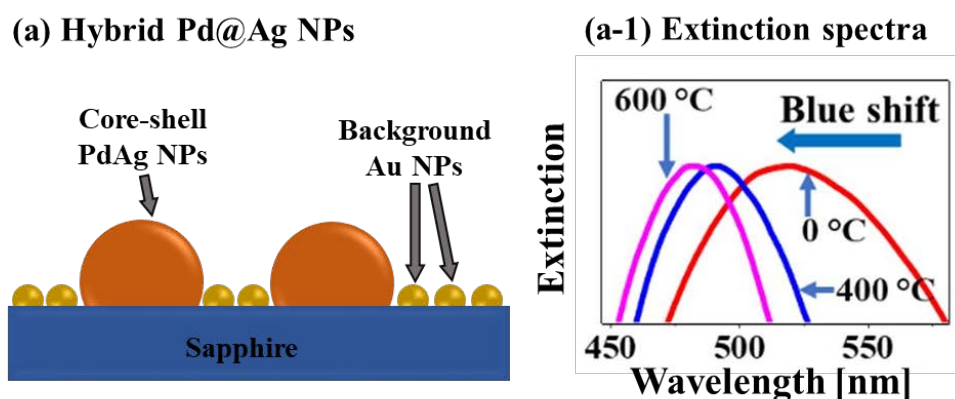 (a) Hybrid Pd@Ag NPs
Core-shell
PdAg NPs
Background
Au NPs
Sapphire
(a-1) Extinction spectra
600 °C
Blue shift
0 °C
400 °C
Extinction
450 500 550
Wavelength [nm]